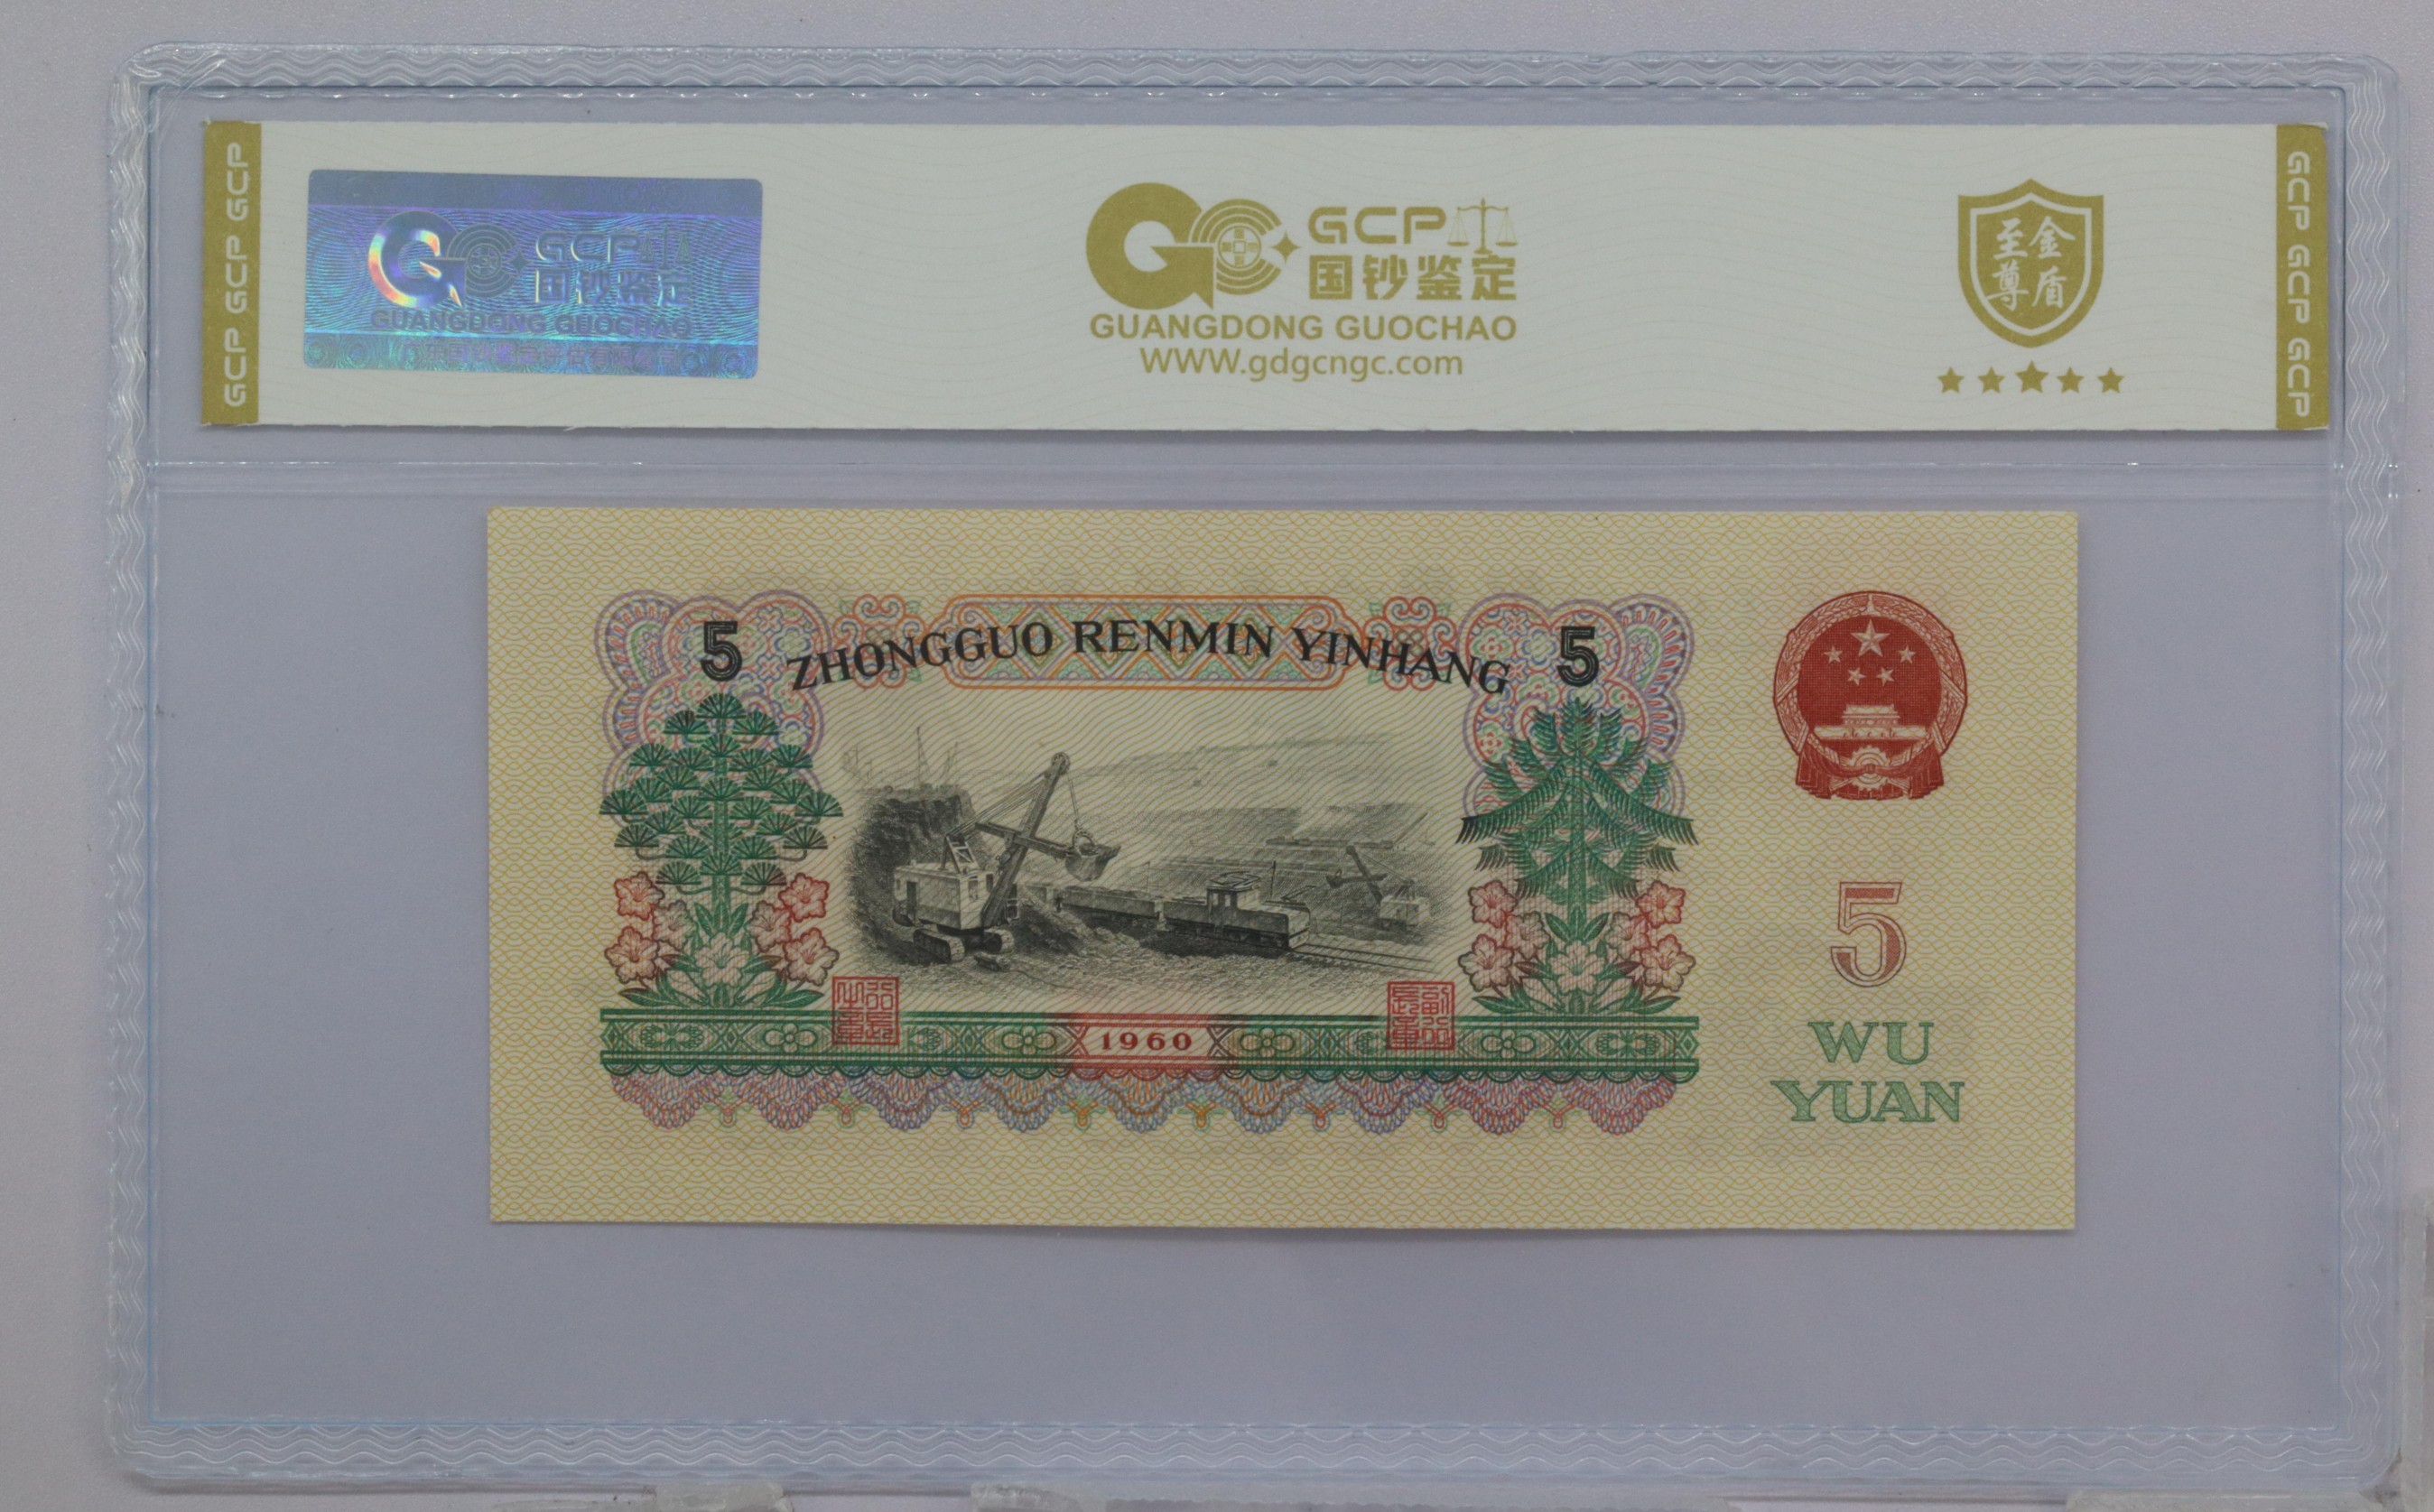 GCP GCP GCP
GCP
国钞鉴定
GUANGDONG GUOCHAO
GCP
国钞鉴定
GUANGDONG GUOCHAO
WWW.gdgcngc.com
至尊金盾
GCP GCP GCP
5 ZHONGGUO RENMIN YINHANG 5
1960
5
WU
YUAN